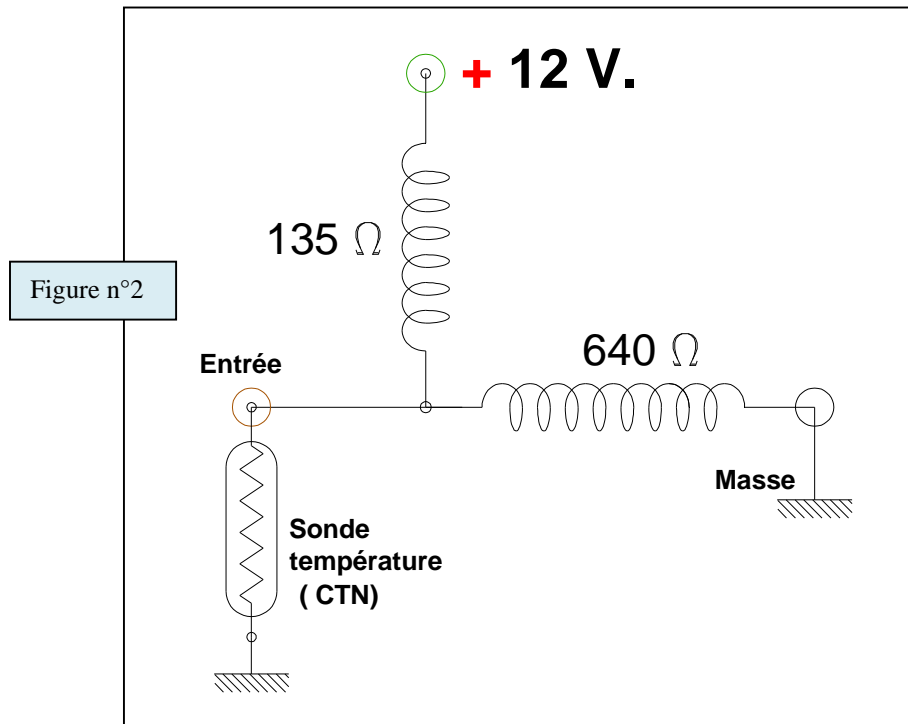 + 12 V.
135 Ω
Figure n°2
640 Ω
Entrée
Masse
Sonde
température
( CTN)